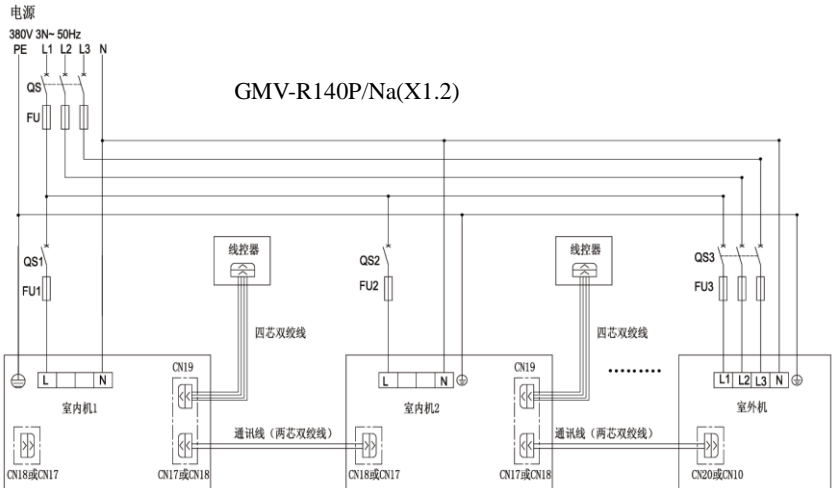 电源
380V 3N~ 50Hz
PE L1 L2 L3 N
QS
GMV-R140P/Na(X1.2)
FU
QS1
线控器
QS2
线控器
QS3
FU1
FU2
FU3
四芯双绞线
四芯双绞线
CN19
CN19
·········
L N
L N
L1 L2 L3 N
室内机1
室内机2
室外机
通讯线（两芯双绞线）
通讯线（两芯双绞线）
CN18或CN17
CN17或CN18
CN18或CN17
CN17或CN18
CN20或CN10